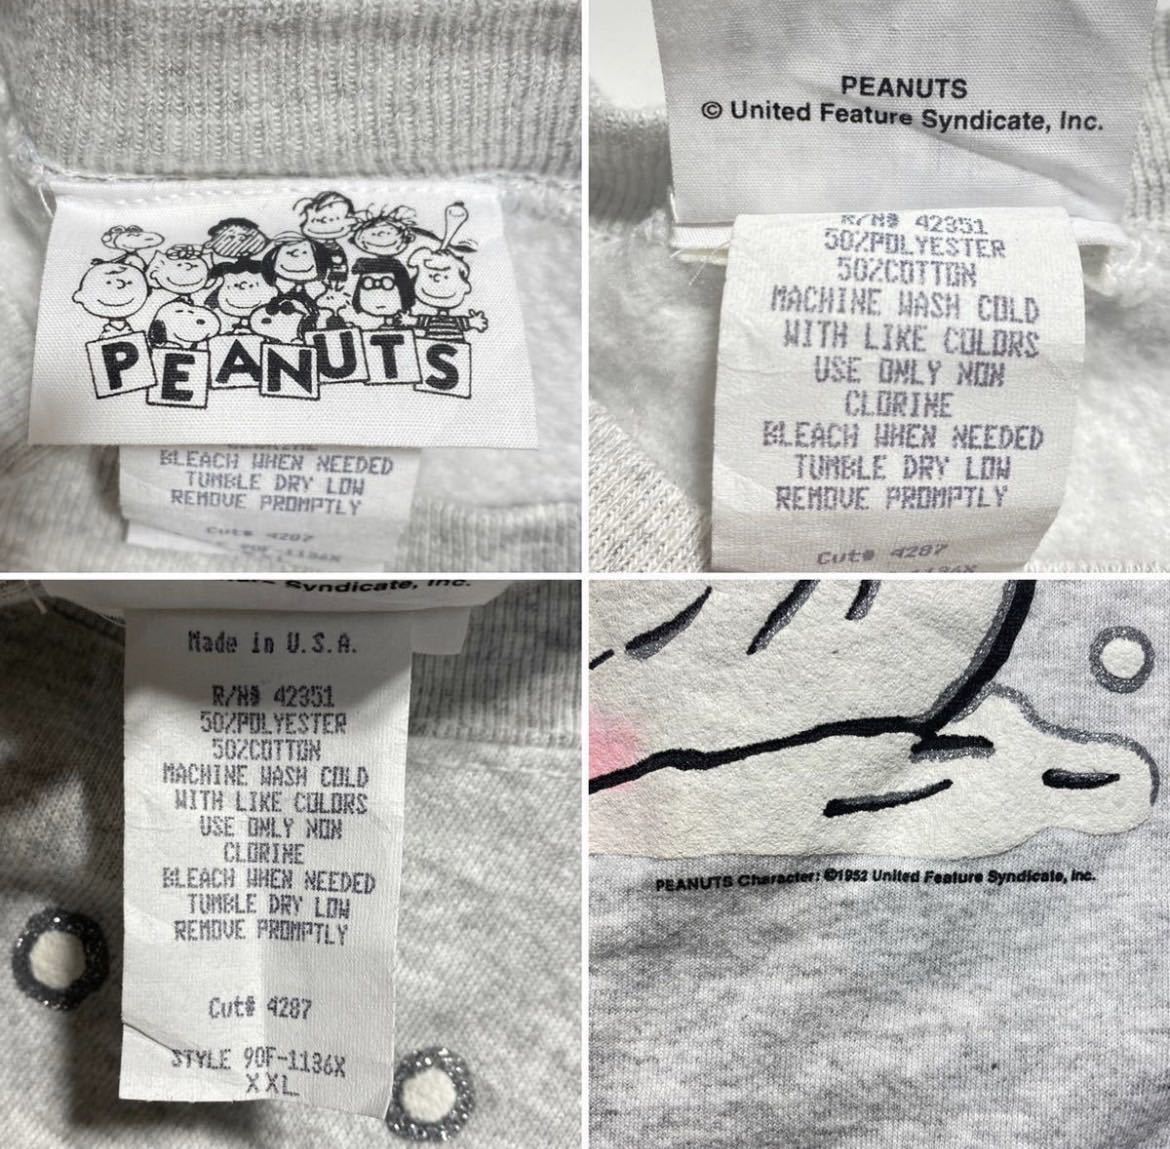 PEANUTS
BLEACH WHEN NEEDED
TUMBLE DRY LOW
REMOVE PROMPTLY
Cut# 4287
PEANUTS
© United Feature Syndicate, Inc.
R/N# 42351
50%POLYESTER
50%COTTON
MACHINE WASH COLD
WITH LIKE COLORS
USE ONLY NON
CLORINE
BLEACH WHEN NEEDED
TUMBLE DRY LOW
REMOVE PROMPTLY
Cut# 4287
Syndicate, Inc.
Made in U.S.A.
R/N# 42351
50%POLYESTER
50%COTTON
MACHINE WASH COLD
WITH LIKE COLORS
USE ONLY NON
CLORINE
BLEACH WHEN NEEDED
TUMBLE DRY LOW
REMOVE PROMPTLY
Cut# 4287
STYLE 90F-1136X
XXL
PEANUTS Character: ©1952 United Feature Syndicate, Inc.